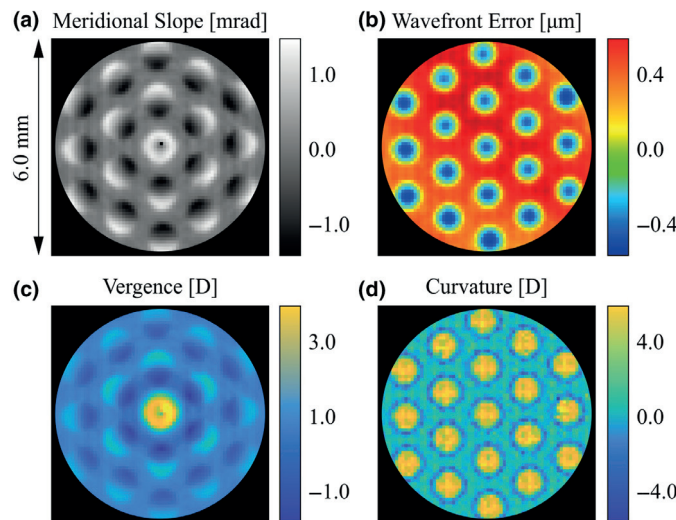 (a) Meridional Slope [mrad]
6.0 mm
1.0
0.0
−1.0
(b) Wavefront Error [μm]
0.4
0.0
−0.4
(c) Vergence [D]
3.0
1.0
−1.0
(d) Curvature [D]
4.0
0.0
−4.0